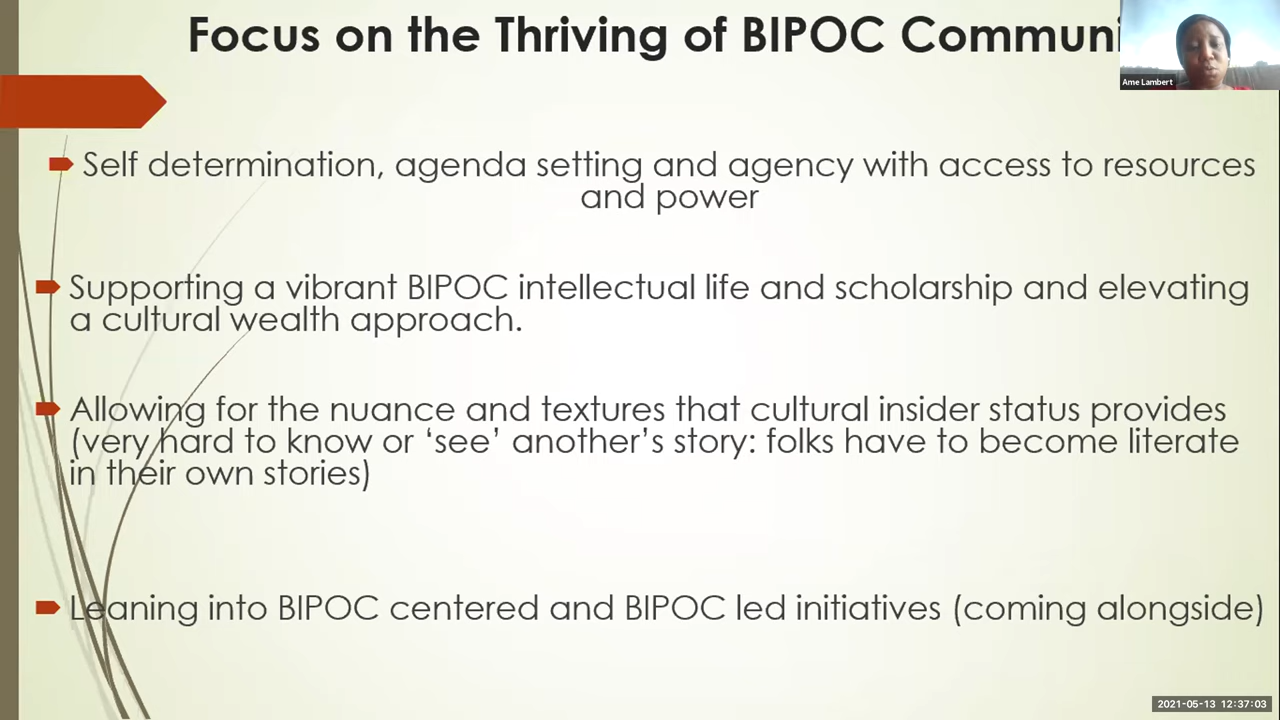 Focus on the Thriving of BIPOC Communi
Ame Lambert
Self determination, agenda setting and agency with access to resources
and power
Supporting a vibrant BIPOC intellectual life and scholarship and elevating
a cultural wealth approach.
Allowing for the nuance and textures that cultural insider status provides
(very hard to know or ‘see’ another’s story: folks have to become literate
in their own stories)
Leaning into BIPOC centered and BIPOC led initiatives (coming alongside)
2021-05-13 12:37:03